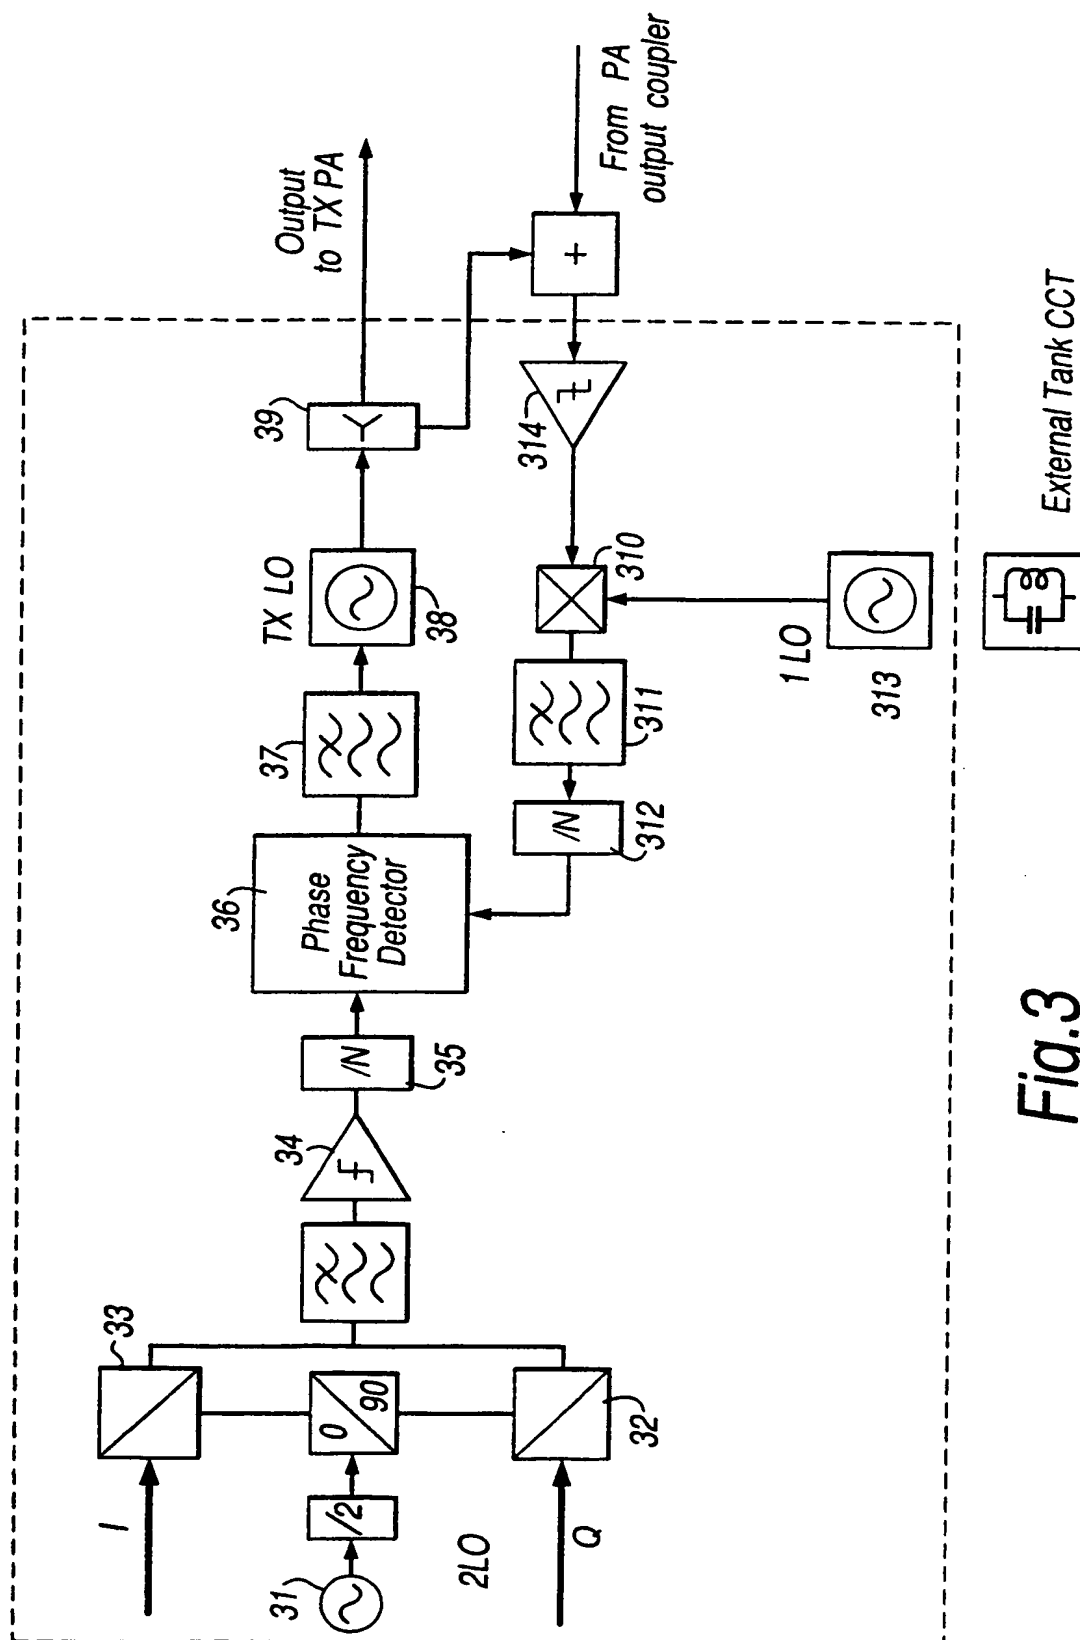 I
33
31
/2
0
90
2LO
Q
32
34
/N
35
36
Phase
Frequency
Detector
37
TX LO
38
39
Output
to TX PA
From PA
output coupler
+
314
310
311
/N
312
1 LO
313
External Tank CCT
Fig.3